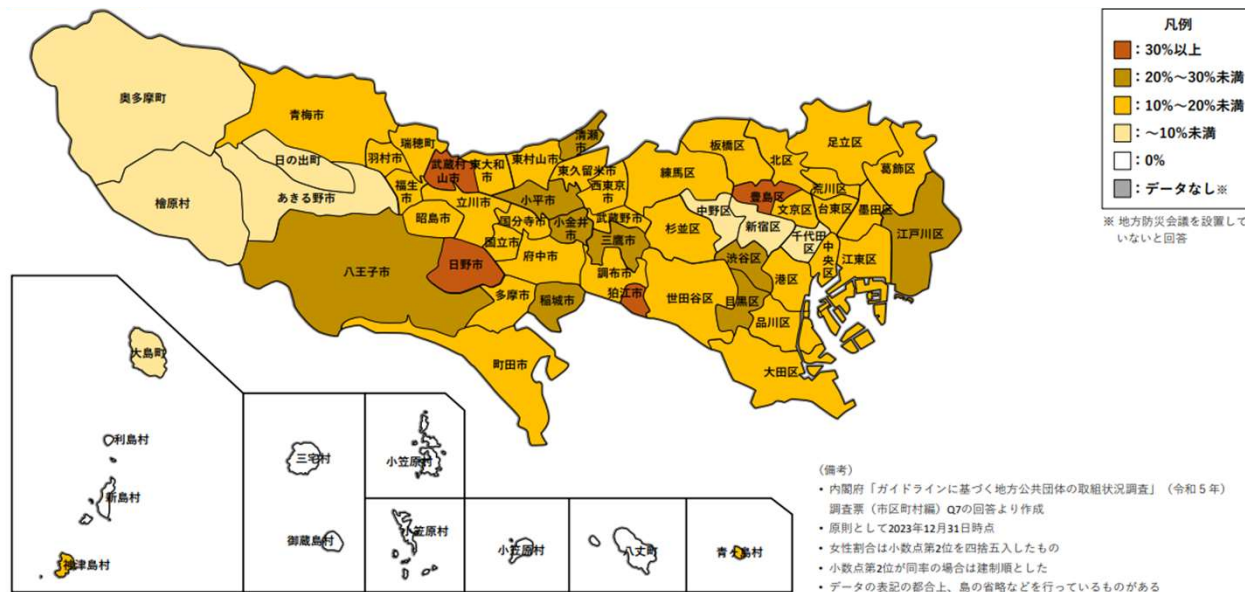 凡例
：30%以上
：20%～30%未満
：10%～20%未満
：～10%未満
：0%
：データなし※
※ 地方防災会議を設置して
いないと回答
奥多摩町
青梅市
日の出町
檜原村
あきる野市
八王子市
羽村市
瑞穂町
福生市
武蔵村山市
東大和市
東村山市
清瀬市
東久留米市
西東京市
昭島市
立川市
小平市
国分寺市
小金井市
武蔵野市
三鷹市
国立市
府中市
調布市
狛江市
日野市
多摩市
稲城市
町田市
練馬区
板橋区
北区
足立区
葛飾区
豊島区
荒川区
文京区
台東区
墨田区
江戸川区
中野区
新宿区
千代田区
中央区
江東区
杉並区
渋谷区
港区
世田谷区
目黒区
品川区
大田区
大島町
利島村
新島村
神津島村
三宅村
御蔵島村
小笠原村
小笠原村
小笠原村
八丈町
青ヶ島村
（備考）
• 内閣府「ガイドラインに基づく地方公共団体の取組状況調査」（令和５年）
調査票（市区町村編）Q7の回答より作成
• 原則として2023年12月31日時点
• 女性割合は小数点第2位を四捨五入したもの
• 小数点第2位が同率の場合は建制順とした
• データの表記の都合上、島の省略などを行っているものがある